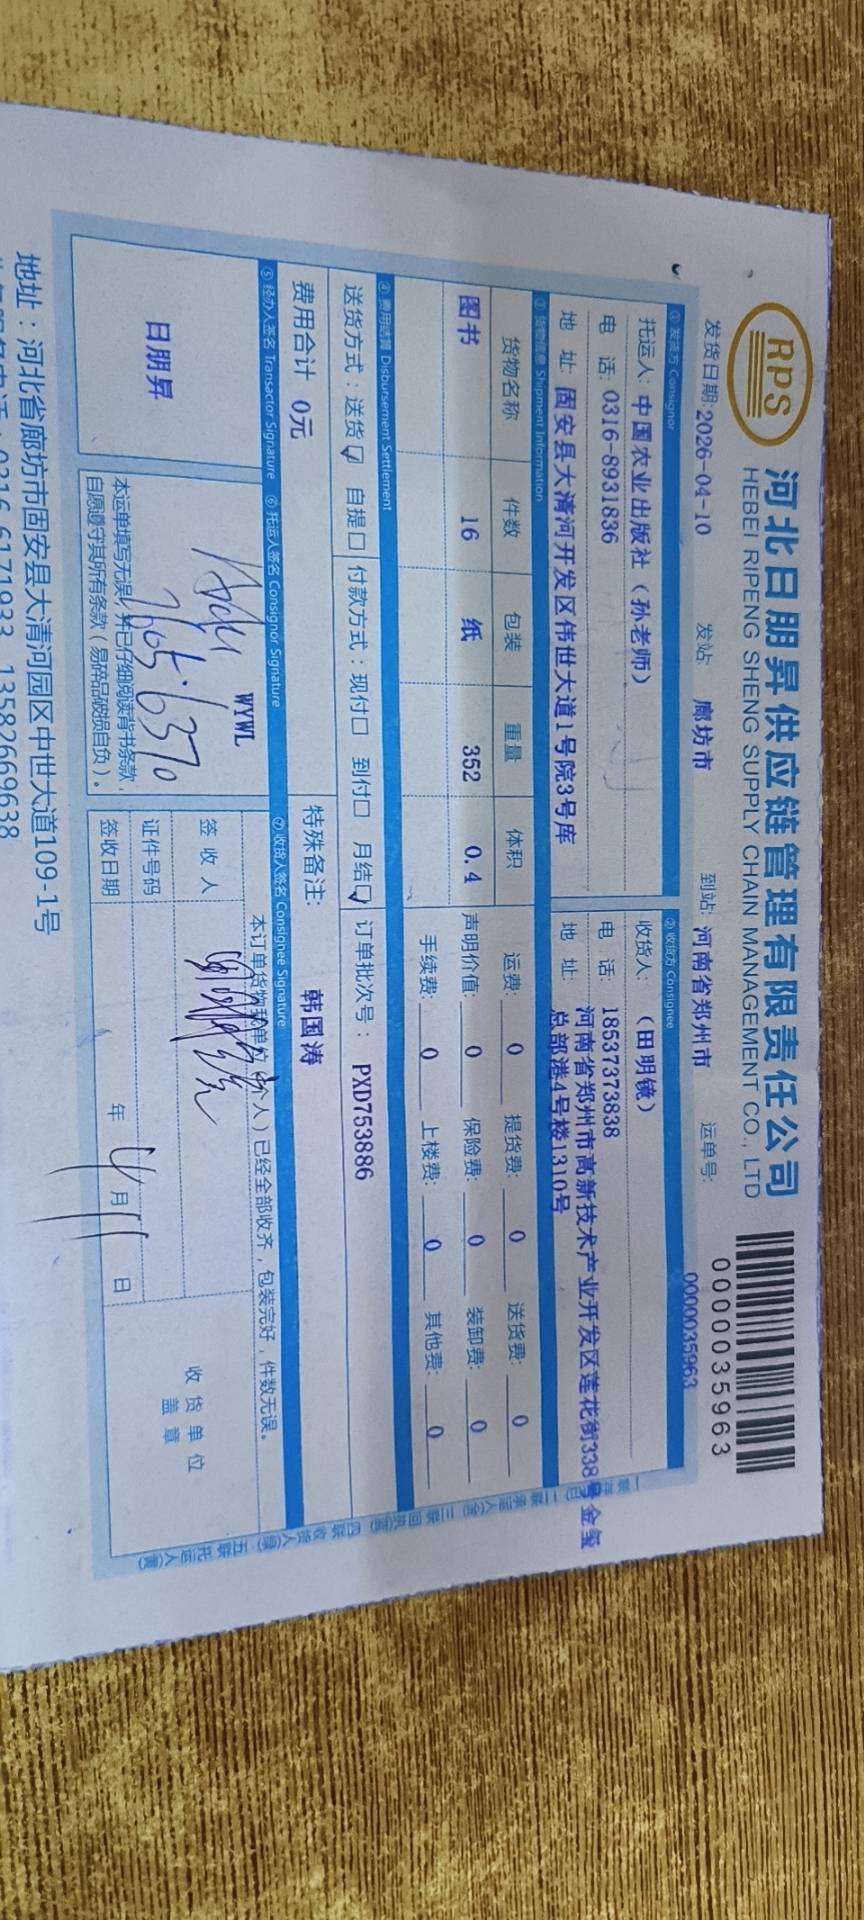 RPS
河北日朋昇供应链管理有限责任公司
HEBEI RIPENG SHENG SUPPLY CHAIN MANAGEMENT CO., LTD
0000035963
发货日期:2026-04-10 发站: 廊坊市 到站: 河南省郑州市 运单号: 0000035963
① 发货方 Consignor
② 收货方 Consignee
托运人: 中国农业出版社（孙老师）
收货人: （田明镜）
电 话: 0316-8931836
电 话: 18537373838
地 址: 固安县大清河开发区伟世大道1号院3号库
地 址: 河南省郑州市高新技术产业开发区莲花街338号金玺
总部港4号楼1310号
③ 货物信息 Shipment Information
货物名称 件数 包装 重量 体积
运费: 0 提货费: 0 送货费: 0
图书 16 纸 352 0.4
声明价值: 0 保险费: 0 装卸费: 0
手续费: 0 上楼费: 0 其他费: 0
④ 费用结算 Disbursement Settlement
送货方式：送货☑ 自提□ 付款方式：现付□ 到付□ 月结☑ 订单批次号： PXD753886
费用合计 0元
特殊备注: 韩国涛
⑤ 经办人签名 Transactor Signature
⑥ 托运人签名 Consignor Signature
⑦ 收货人签名 Consignee Signature
日朋昇
WYWL
本运单填写无误，并已仔细阅读背书条款，
自愿遵守其所有条款（易碎品破损自负）。
本订单货物我单位（个人）已经全部收齐，包装完好，件数无误。
签 收 人
证件号码
签收日期 年 4 月 11 日
收货单位
盖 章
地址：河北省廊坊市固安县大清河园区中世大道109-1号
0316-6171933 13582669638